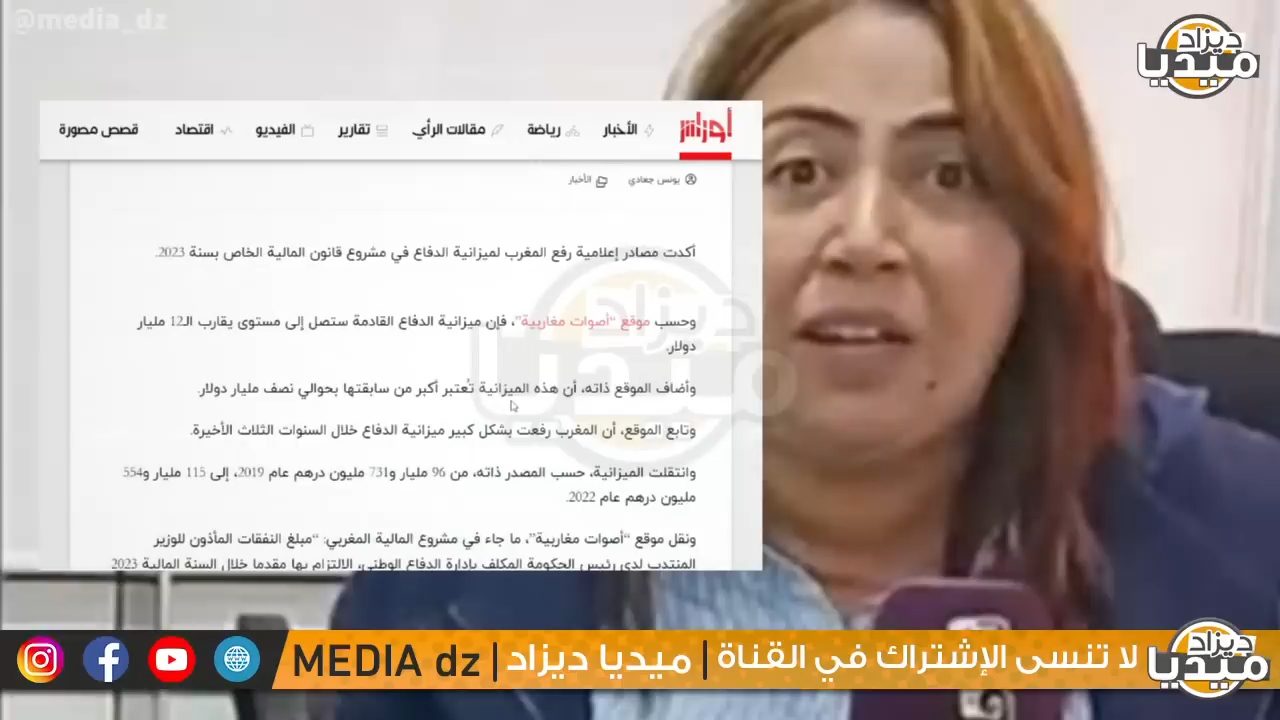 @media_dz
ديزاد
ميديا
أوراس
الأخبار
رياضة
مقالات الرأي
تقارير
الفيديو
اقتصاد
قصص مصورة
يونس جعادي
الأخبار
أكدت مصادر إعلامية رفع المغرب لميزانية الدفاع في مشروع قانون المالية الخاص بسنة 2023.
وحسب موقع “أصوات مغاربية”، فإن ميزانية الدفاع القادمة ستصل إلى مستوى يقارب الـ12 مليار
دولار.
وأضاف الموقع ذاته، أن هذه الميزانية تُعتبر أكبر من سابقتها بحوالي نصف مليار دولار.
وتابع الموقع، أن المغرب رفعت بشكل كبير ميزانية الدفاع خلال السنوات الثلاث الأخيرة.
وانتقلت الميزانية، حسب المصدر ذاته، من 96 مليار و731 مليون درهم عام 2019، إلى 115 مليار و554
مليون درهم عام 2022.
ونقل موقع “أصوات مغاربية”، ما جاء في مشروع المالية المغربي: “مبلغ النفقات المأذون للوزير
المنتدب لدى رئيس الحكومة المكلف بإدارة الدفاع الوطني، الالتزام بها مقدما خلال السنة المالية 2023
ديزاد
ميديا
لا تنسى الإشتراك في القناة | ميديا ديزاد | MEDIA dz
ديزاد
ميديا